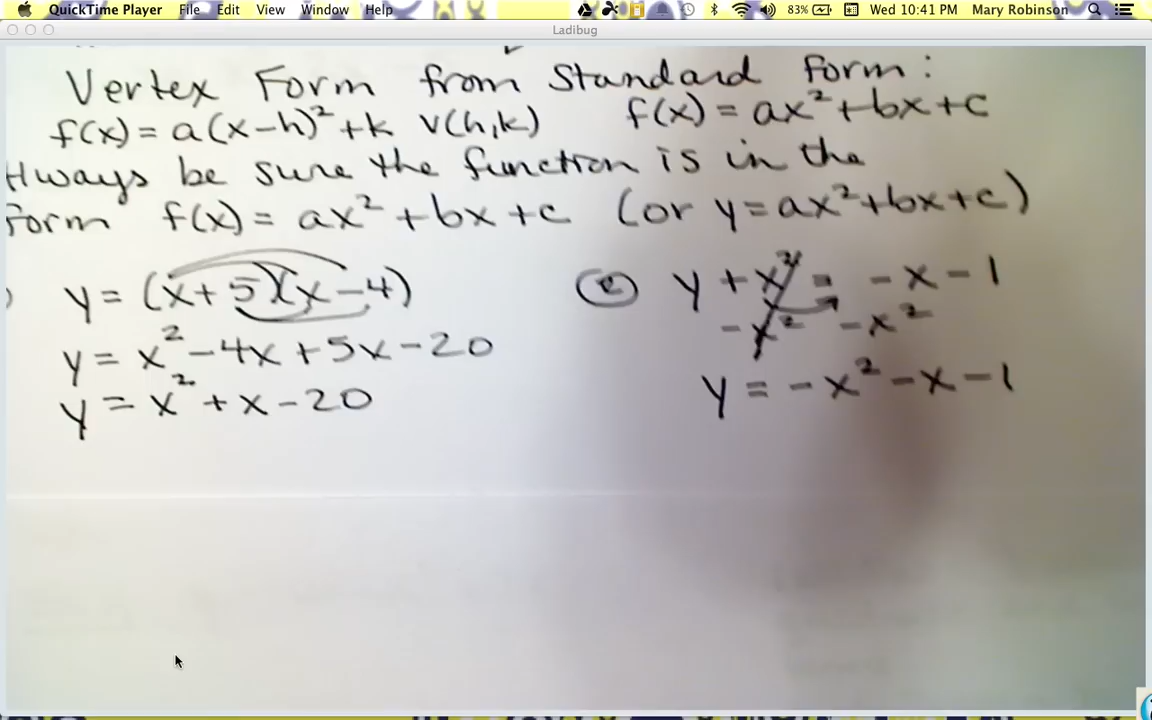 QuickTime Player File Edit View Window Help 83% Wed 10:41 PM Mary Robinson
Ladibug
Vertex Form from Standard Form:
f(x) = a(x-h)² + k v(h,k) f(x) = ax² + bx + c
Always be sure the function is in the
form f(x) = ax² + bx + c (or y = ax² + bx + c)
) y = (x + 5)(x - 4)
y = x² - 4x + 5x - 20
y = x² + x - 20
y + x² = -x - 1
-x² -x²
y = -x² - x - 1